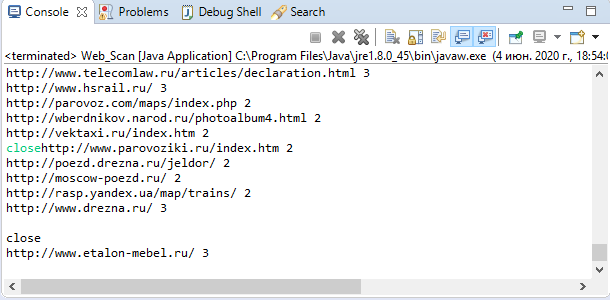 Console Problems Debug Shell Search
<terminated> Web_Scan [Java Application] C:\Program Files\Java\jre1.8.0_45\bin\javaw.exe (4 июн. 2020 г., 18:54:0
http://www.telecomlaw.ru/articles/declaration.html 3
http://www.hsrail.ru/ 3
http://parovoz.com/maps/index.php 2
http://wberdnikov.narod.ru/photoalbum4.html 2
http://vektaxi.ru/index.htm 2
closehttp://www.parovoziki.ru/index.htm 2
http://poezd.drezna.ru/jeldor/ 2
http://moscow-poezd.ru/ 2
http://rasp.yandex.ua/map/trains/ 2
http://www.drezna.ru/ 3
close
http://www.etalon-mebel.ru/ 3